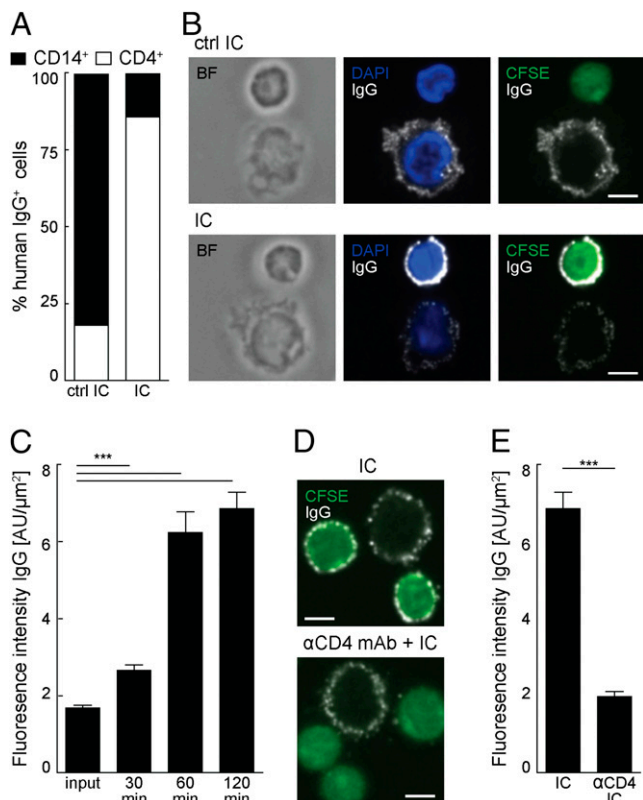 A
CD14⁺ CD4⁺
% human IgG⁺ cells
100
75
50
25
0
ctrl IC IC
B
ctrl IC
BF
DAPI
IgG
CFSE
IgG
IC
BF
DAPI
IgG
CFSE
IgG
C
Fluoresence intensity IgG [AU/µm²]
8
6
4
2
0
***
input 30 min 60 min 120 min
D
IC
CFSE
IgG
αCD4 mAb + IC
E
Fluoresence intensity IgG [AU/µm²]
8
6
4
2
0
***
IC αCD4
IC